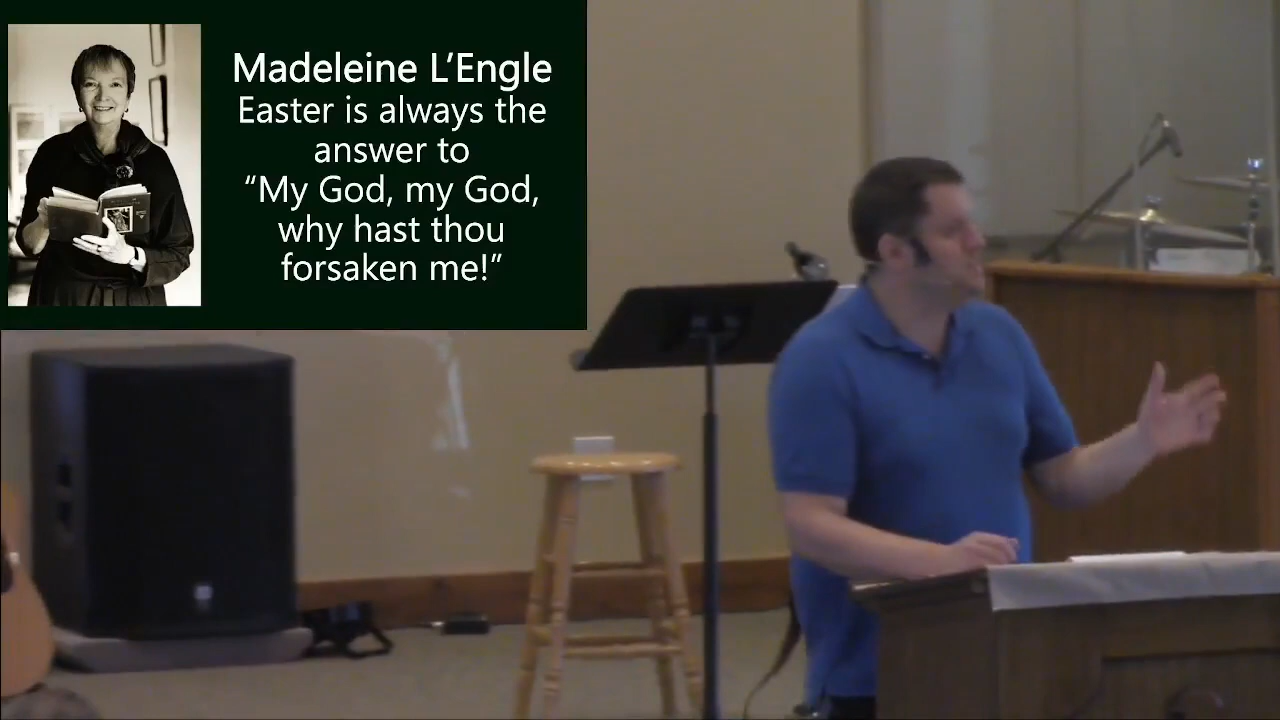 Madeleine L’Engle
Easter is always the
answer to
“My God, my God,
why hast thou
forsaken me!”